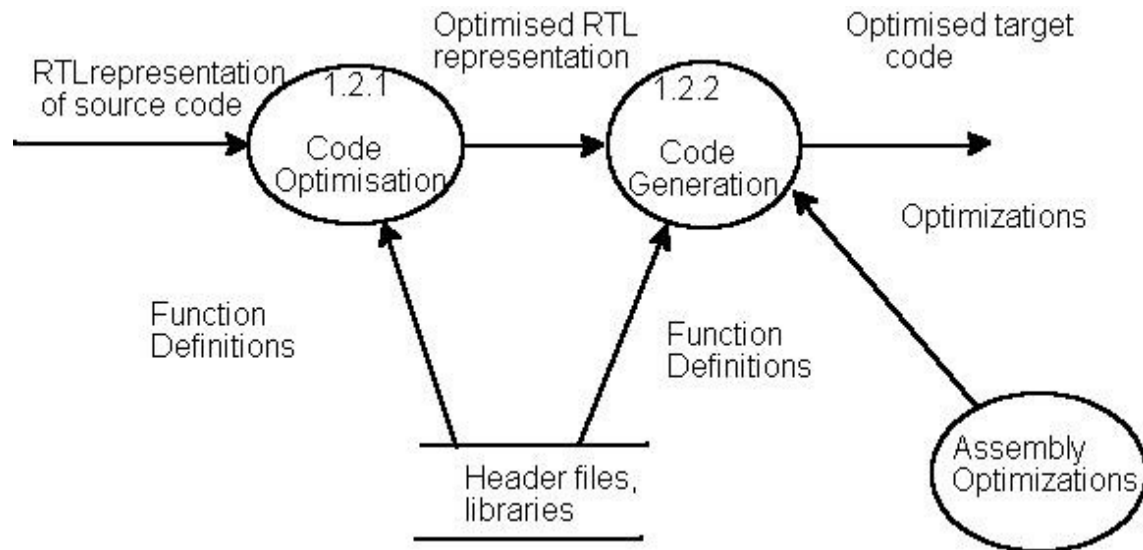 RTLrepresentation
of source code
1.2.1
Code
Optimisation
Optimised RTL
representation
1.2.2
Code
Generation
Optimised target
code
Optimizations
Function
Definitions
Function
Definitions
Header files,
libraries
Assembly
Optimizations